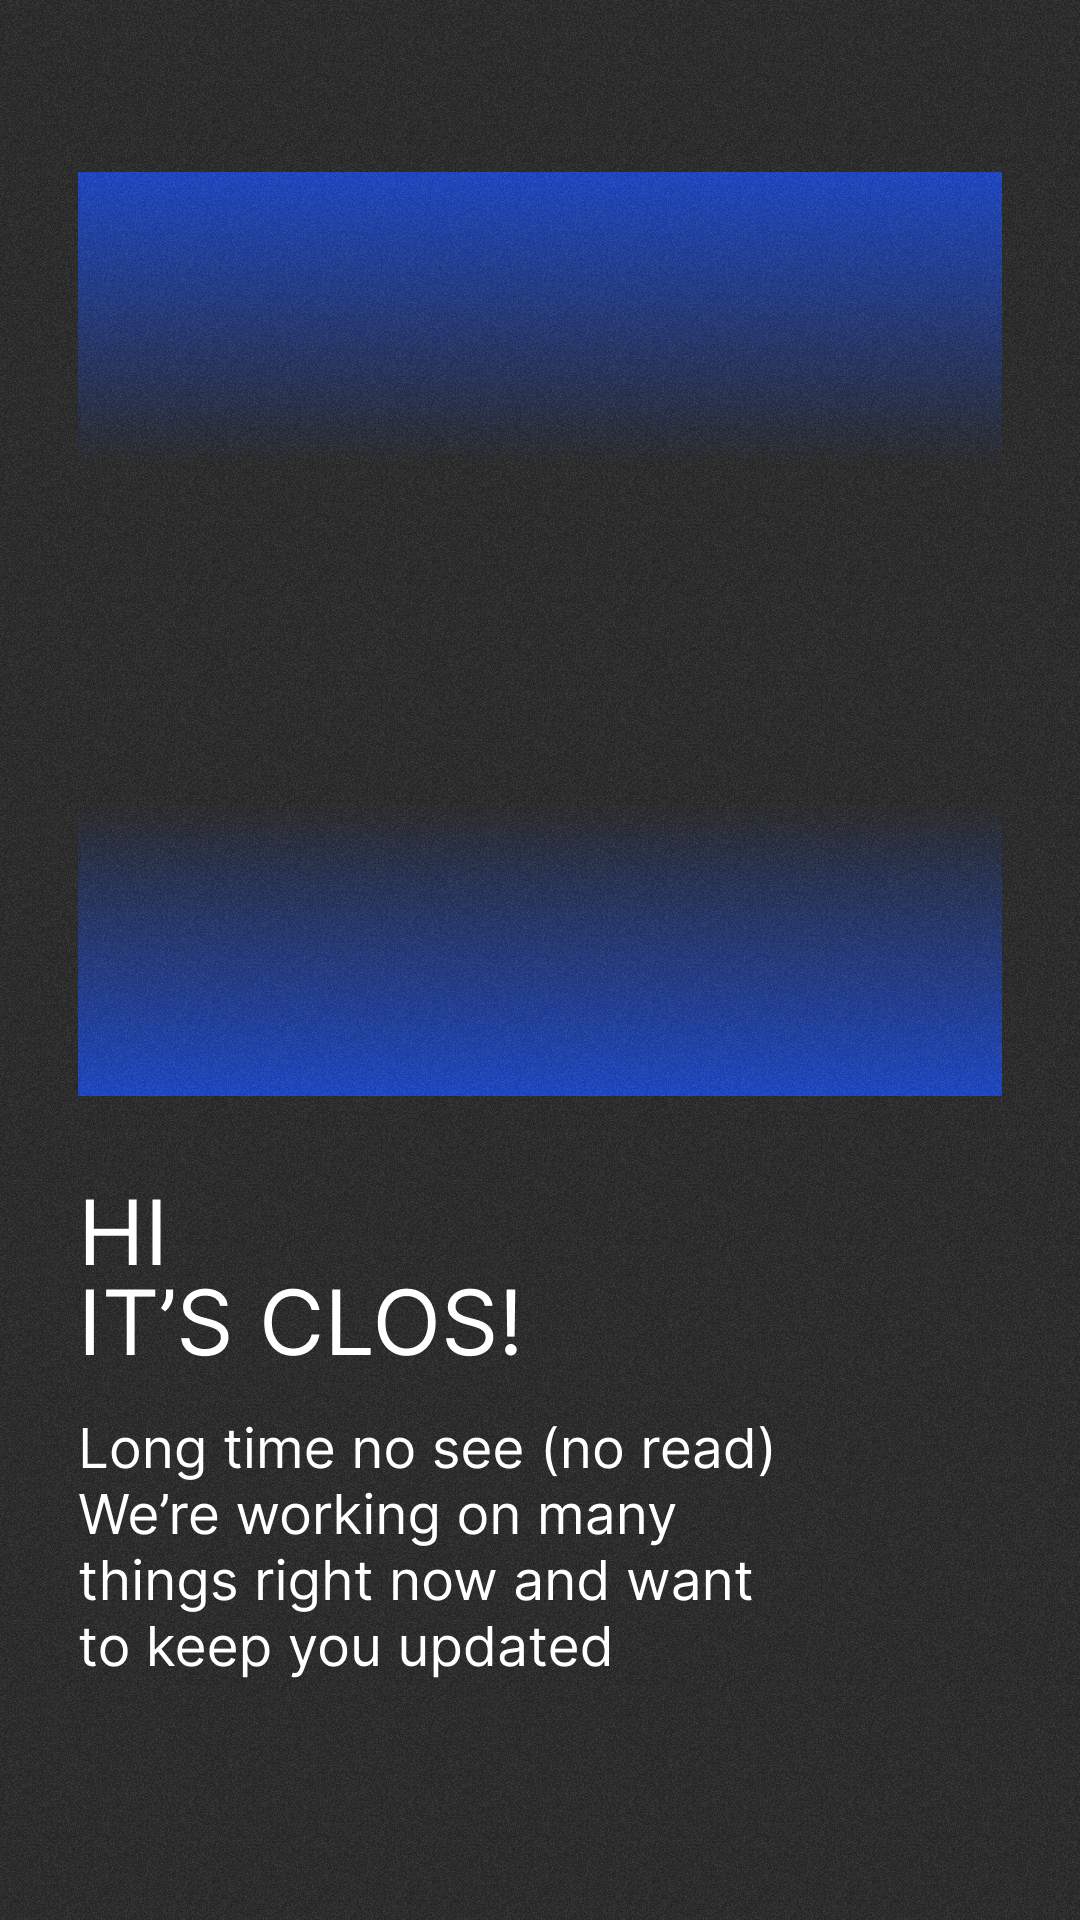 HI
IT’S CLOS!
Long time no see (no read)
We’re working on many
things right now and want
to keep you updated